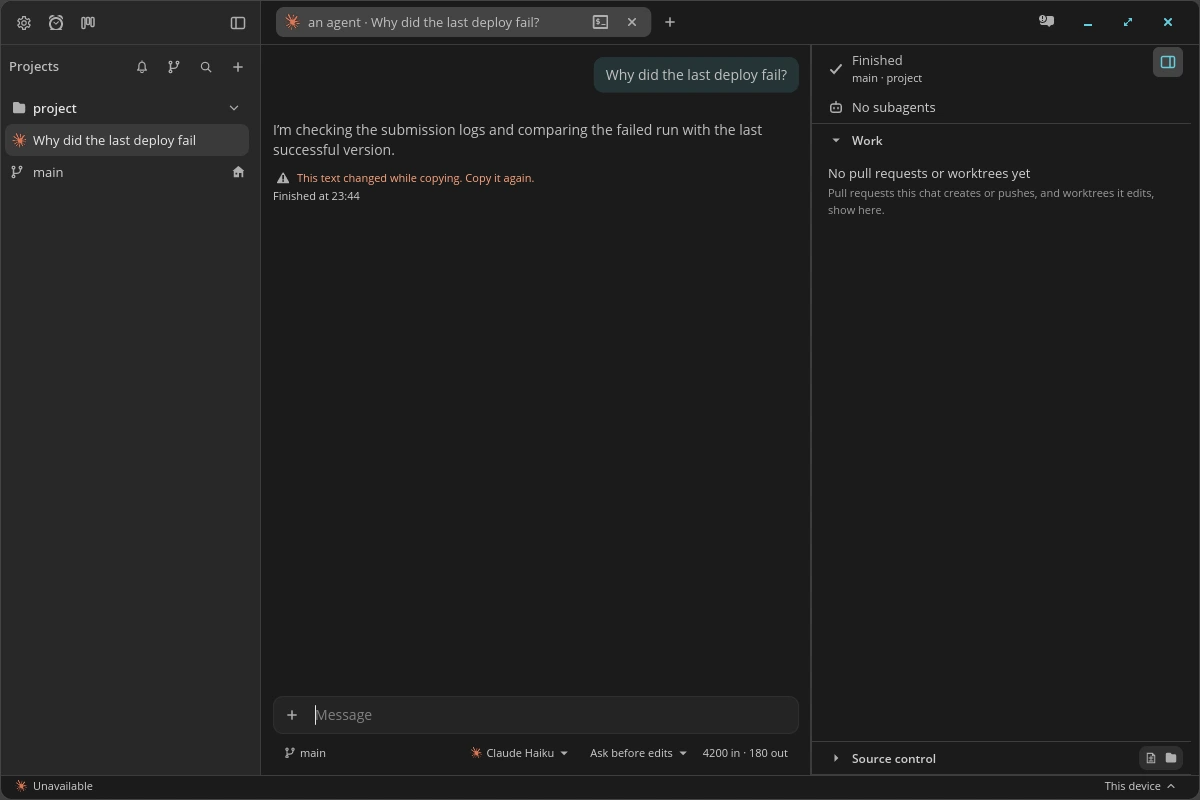 an agent · Why did the last deploy fail?
Projects
project
Why did the last deploy fail
main
Why did the last deploy fail?
I'm checking the submission logs and comparing the failed run with the last
successful version.
This text changed while copying. Copy it again.
Finished at 23:44
Message
main
Claude Haiku
Ask before edits
4200 in · 180 out
Finished
main · project
No subagents
Work
No pull requests or worktrees yet
Pull requests this chat creates or pushes, and worktrees it edits,
show here.
Source control
Unavailable
This device